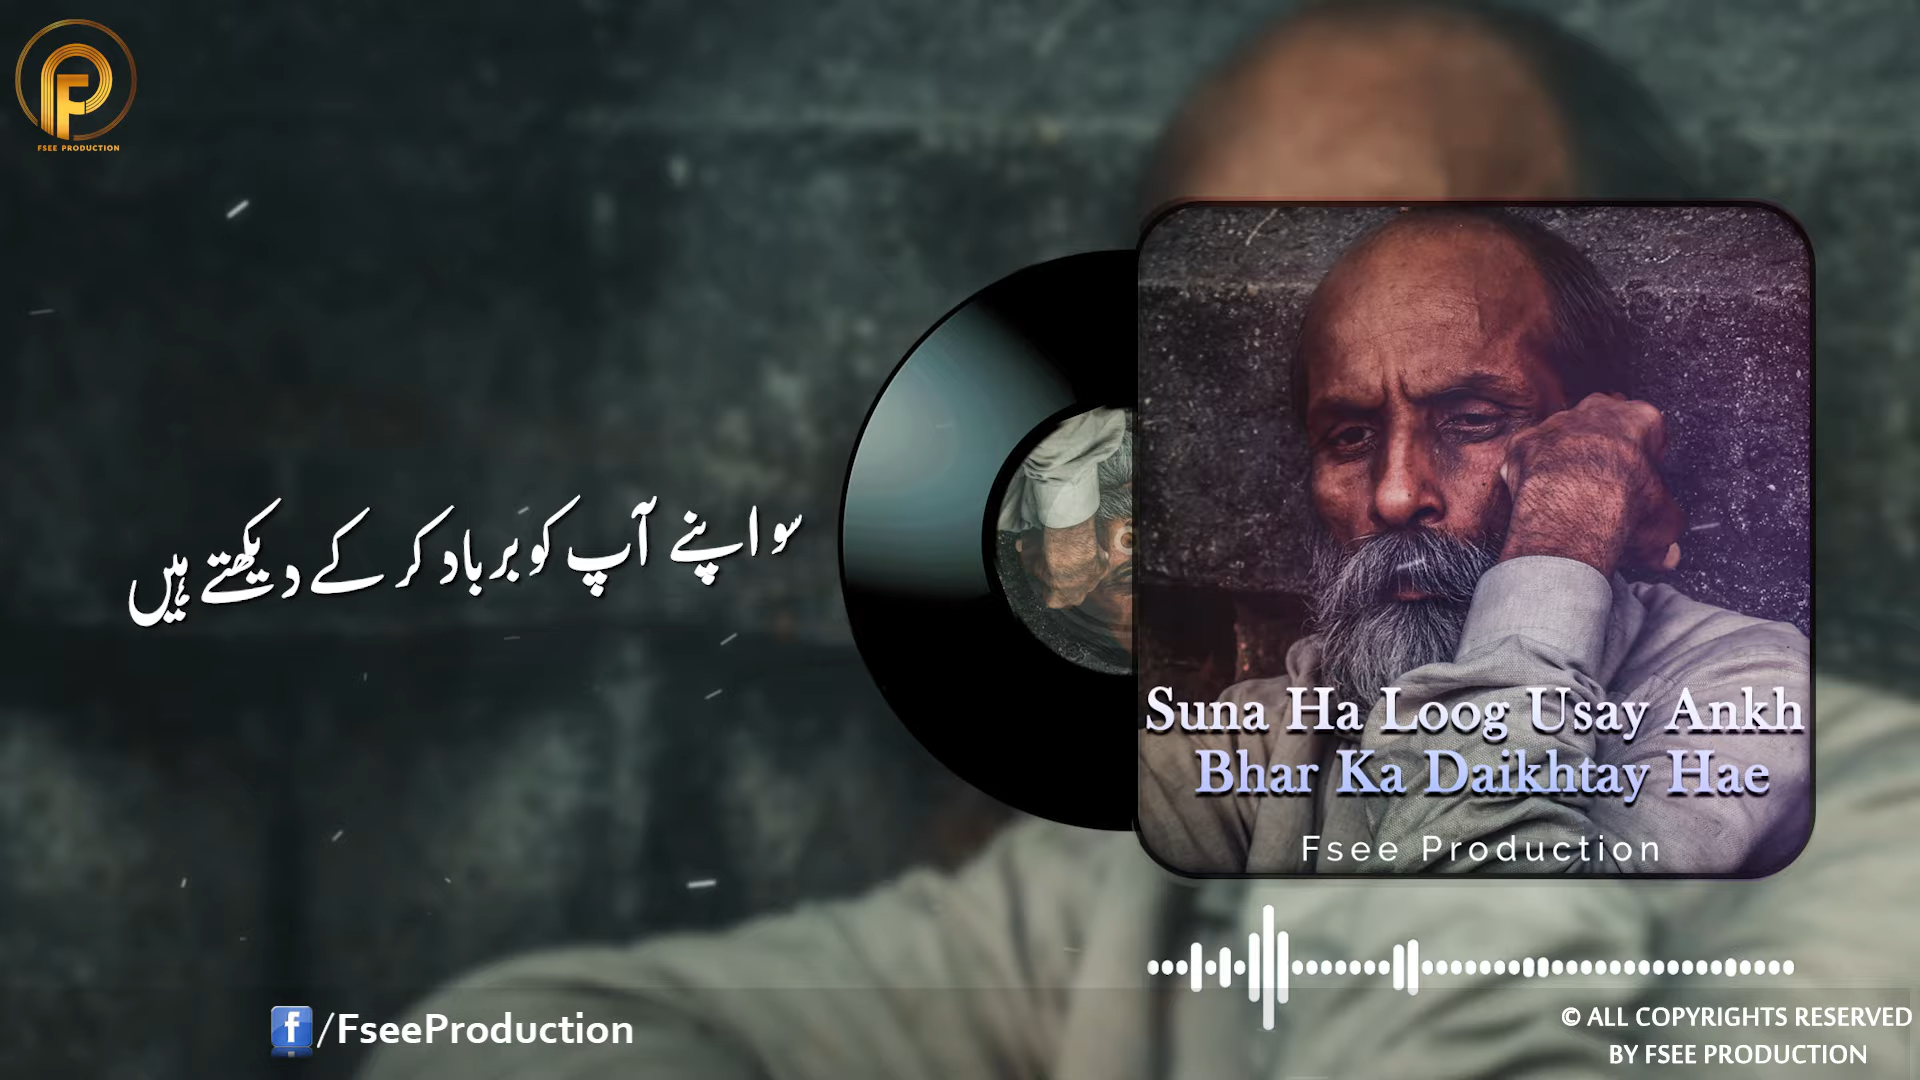 FSEE PRODUCTION
سو اپنے آپ کو برباد کر کے دیکھتے ہیں
Suna Ha Loog Usay Ankh
Bhar Ka Daikhtay Hae
Fsee Production
f/FseeProduction
© ALL COPYRIGHTS RESERVED
BY FSEE PRODUCTION